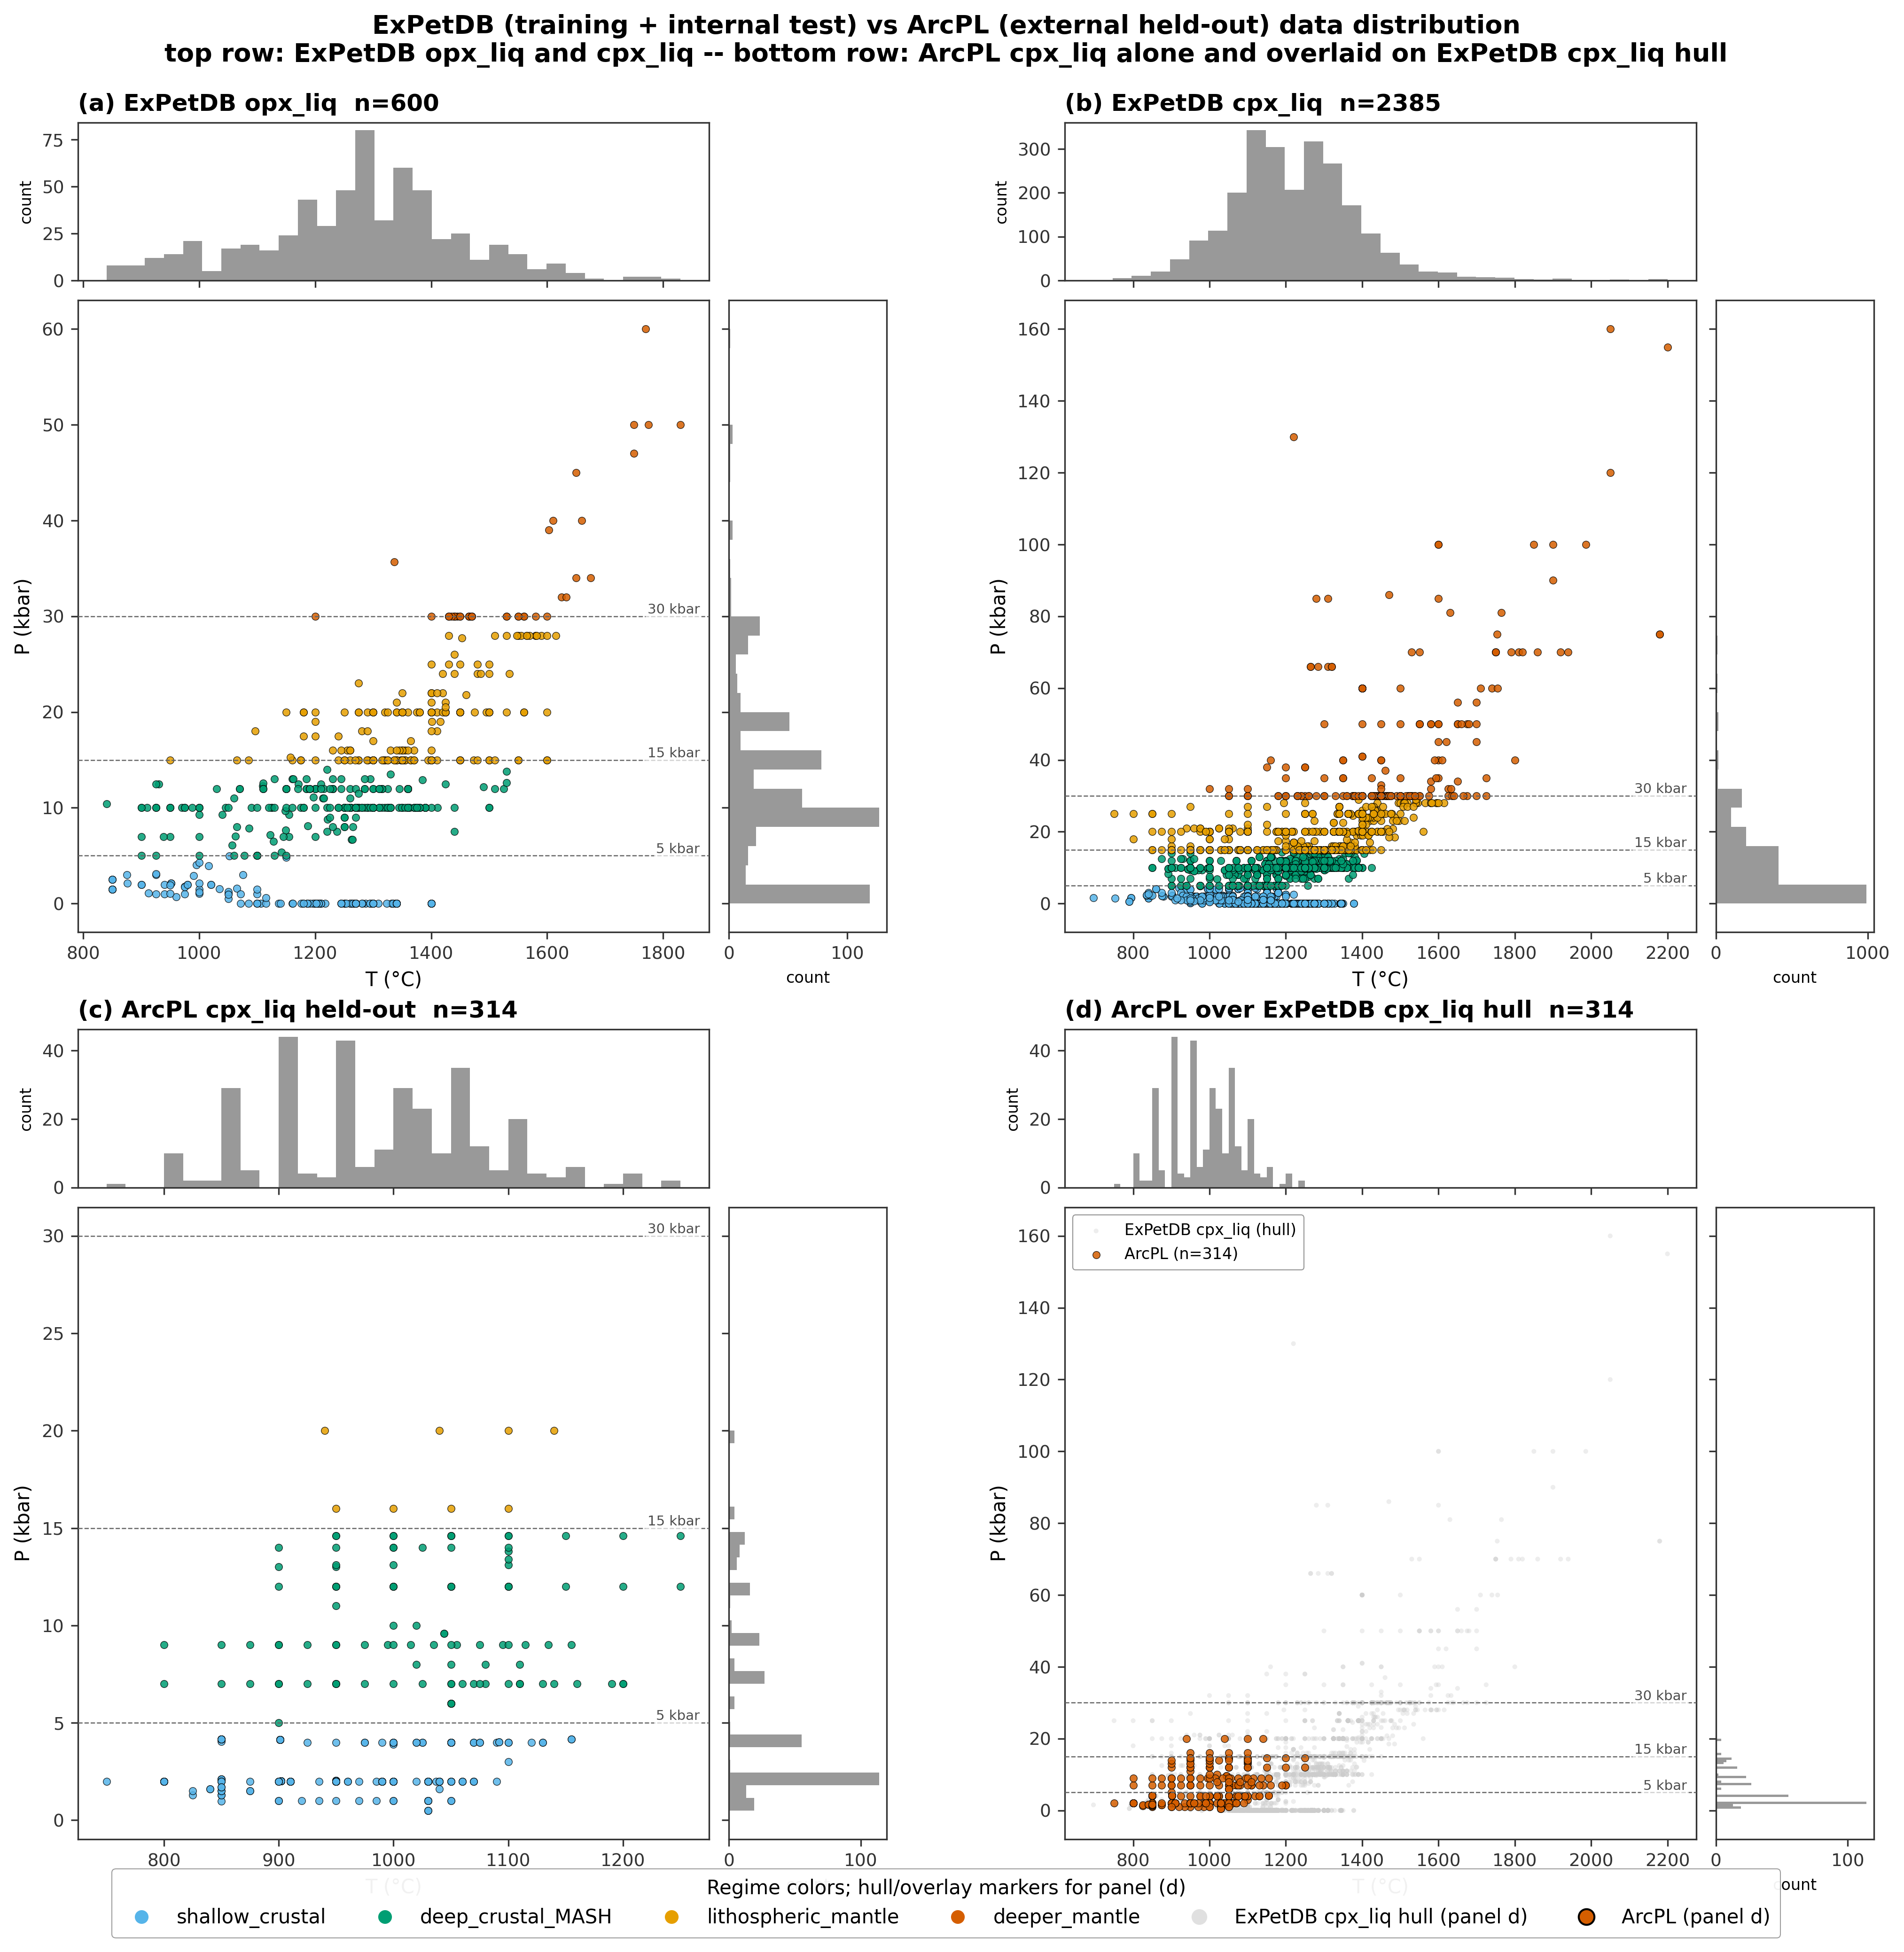 ExPetDB (training + internal test) vs ArcPL (external held-out) data distribution
top row: ExPetDB opx_liq and cpx_liq -- bottom row: ArcPL cpx_liq alone and overlaid on ExPetDB cpx_liq hull
(a) ExPetDB opx_liq  n=600
75
50
25
0
count
60
50
40
30
20
10
0
P (kbar)
30 kbar
15 kbar
5 kbar
800 1000 1200 1400 1600 1800
T (°C)
0 100
count
(b) ExPetDB cpx_liq  n=2385
300
200
100
0
count
160
140
120
100
80
60
40
20
0
P (kbar)
30 kbar
15 kbar
5 kbar
800 1000 1200 1400 1600 1800 2000 2200
T (°C)
0 1000
count
(c) ArcPL cpx_liq held-out  n=314
40
20
0
count
30
25
20
15
10
5
0
P (kbar)
30 kbar
15 kbar
5 kbar
800 900 1000 1100 1200
T (°C)
0 100
(d) ArcPL over ExPetDB cpx_liq hull  n=314
40
20
0
count
ExPetDB cpx_liq (hull)
ArcPL (n=314)
160
140
120
100
80
60
40
20
0
P (kbar)
30 kbar
15 kbar
5 kbar
800 1000 1200 1400 1600 1800 2000 2200
T (°C)
0 100
count
Regime colors; hull/overlay markers for panel (d)
shallow_crustal deep_crustal_MASH lithospheric_mantle deeper_mantle ExPetDB cpx_liq hull (panel d) ArcPL (panel d)